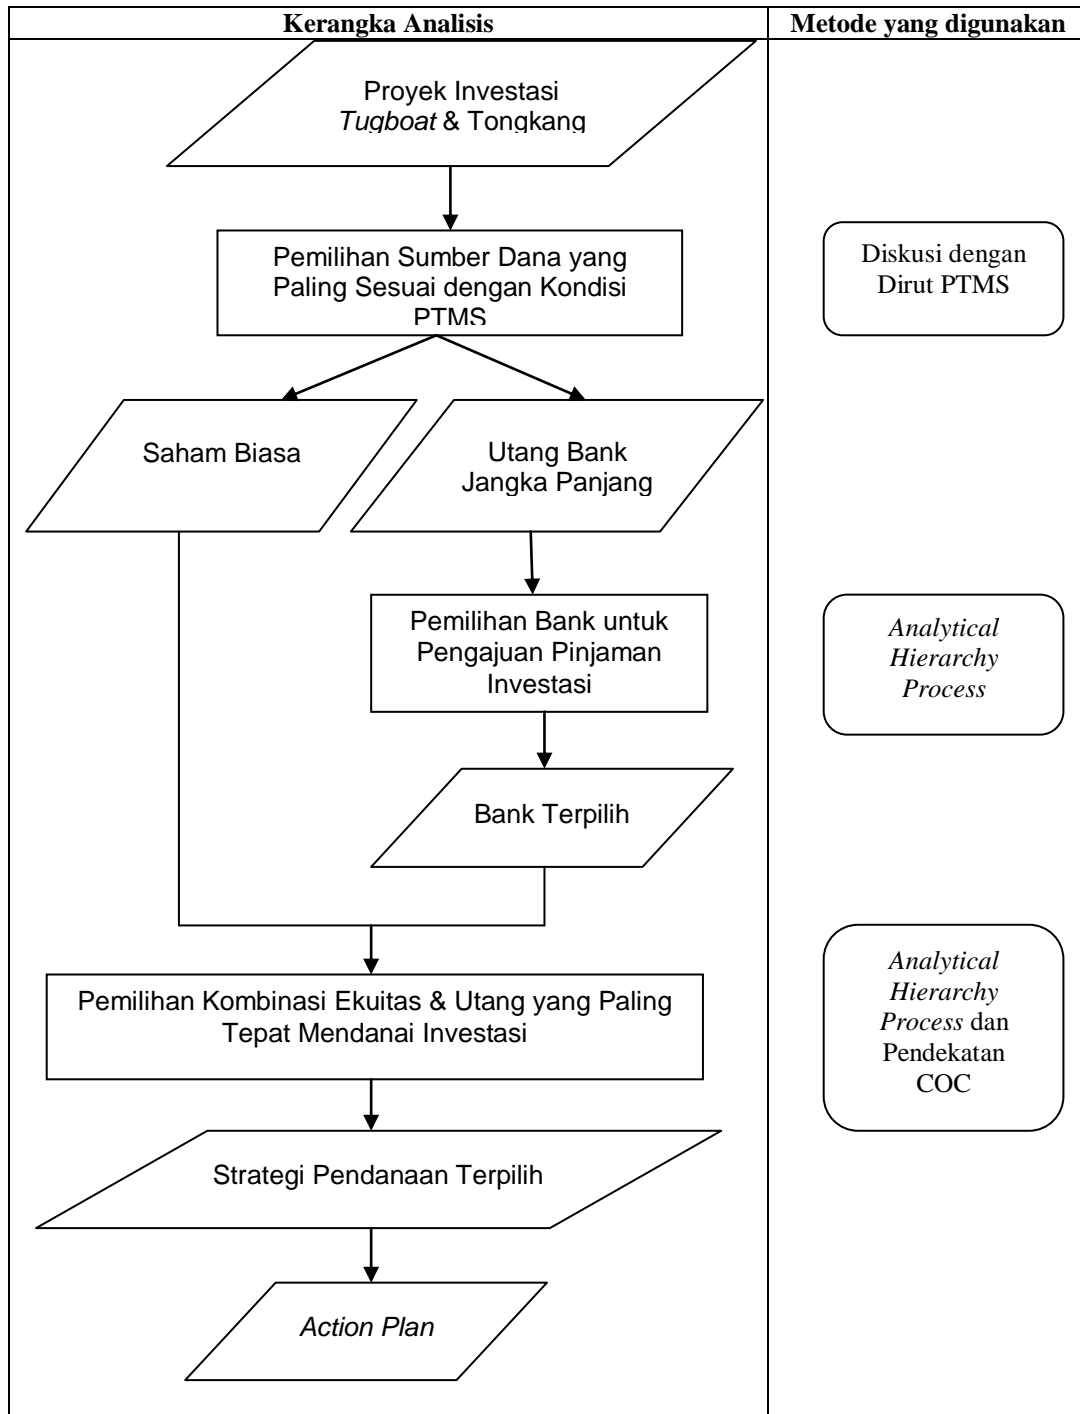 Kerangka Analisis
Metode yang digunakan
Proyek Investasi
Tugboat & Tongkang
Pemilihan Sumber Dana yang
Paling Sesuai dengan Kondisi
PTMS
Diskusi dengan
Dirut PTMS
Saham Biasa
Utang Bank
Jangka Panjang
Pemilihan Bank untuk
Pengajuan Pinjaman
Investasi
Analytical
Hierarchy
Process
Bank Terpilih
Pemilihan Kombinasi Ekuitas & Utang yang Paling
Tepat Mendanai Investasi
Analytical
Hierarchy
Process dan
Pendekatan
COC
Strategi Pendanaan Terpilih
Action Plan